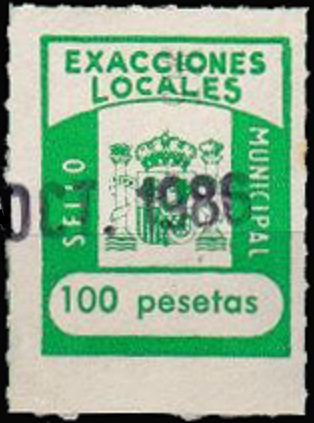 EXACCIONES
LOCALES
SELLO
MUNICIPAL
OCT. 1986
100 pesetas